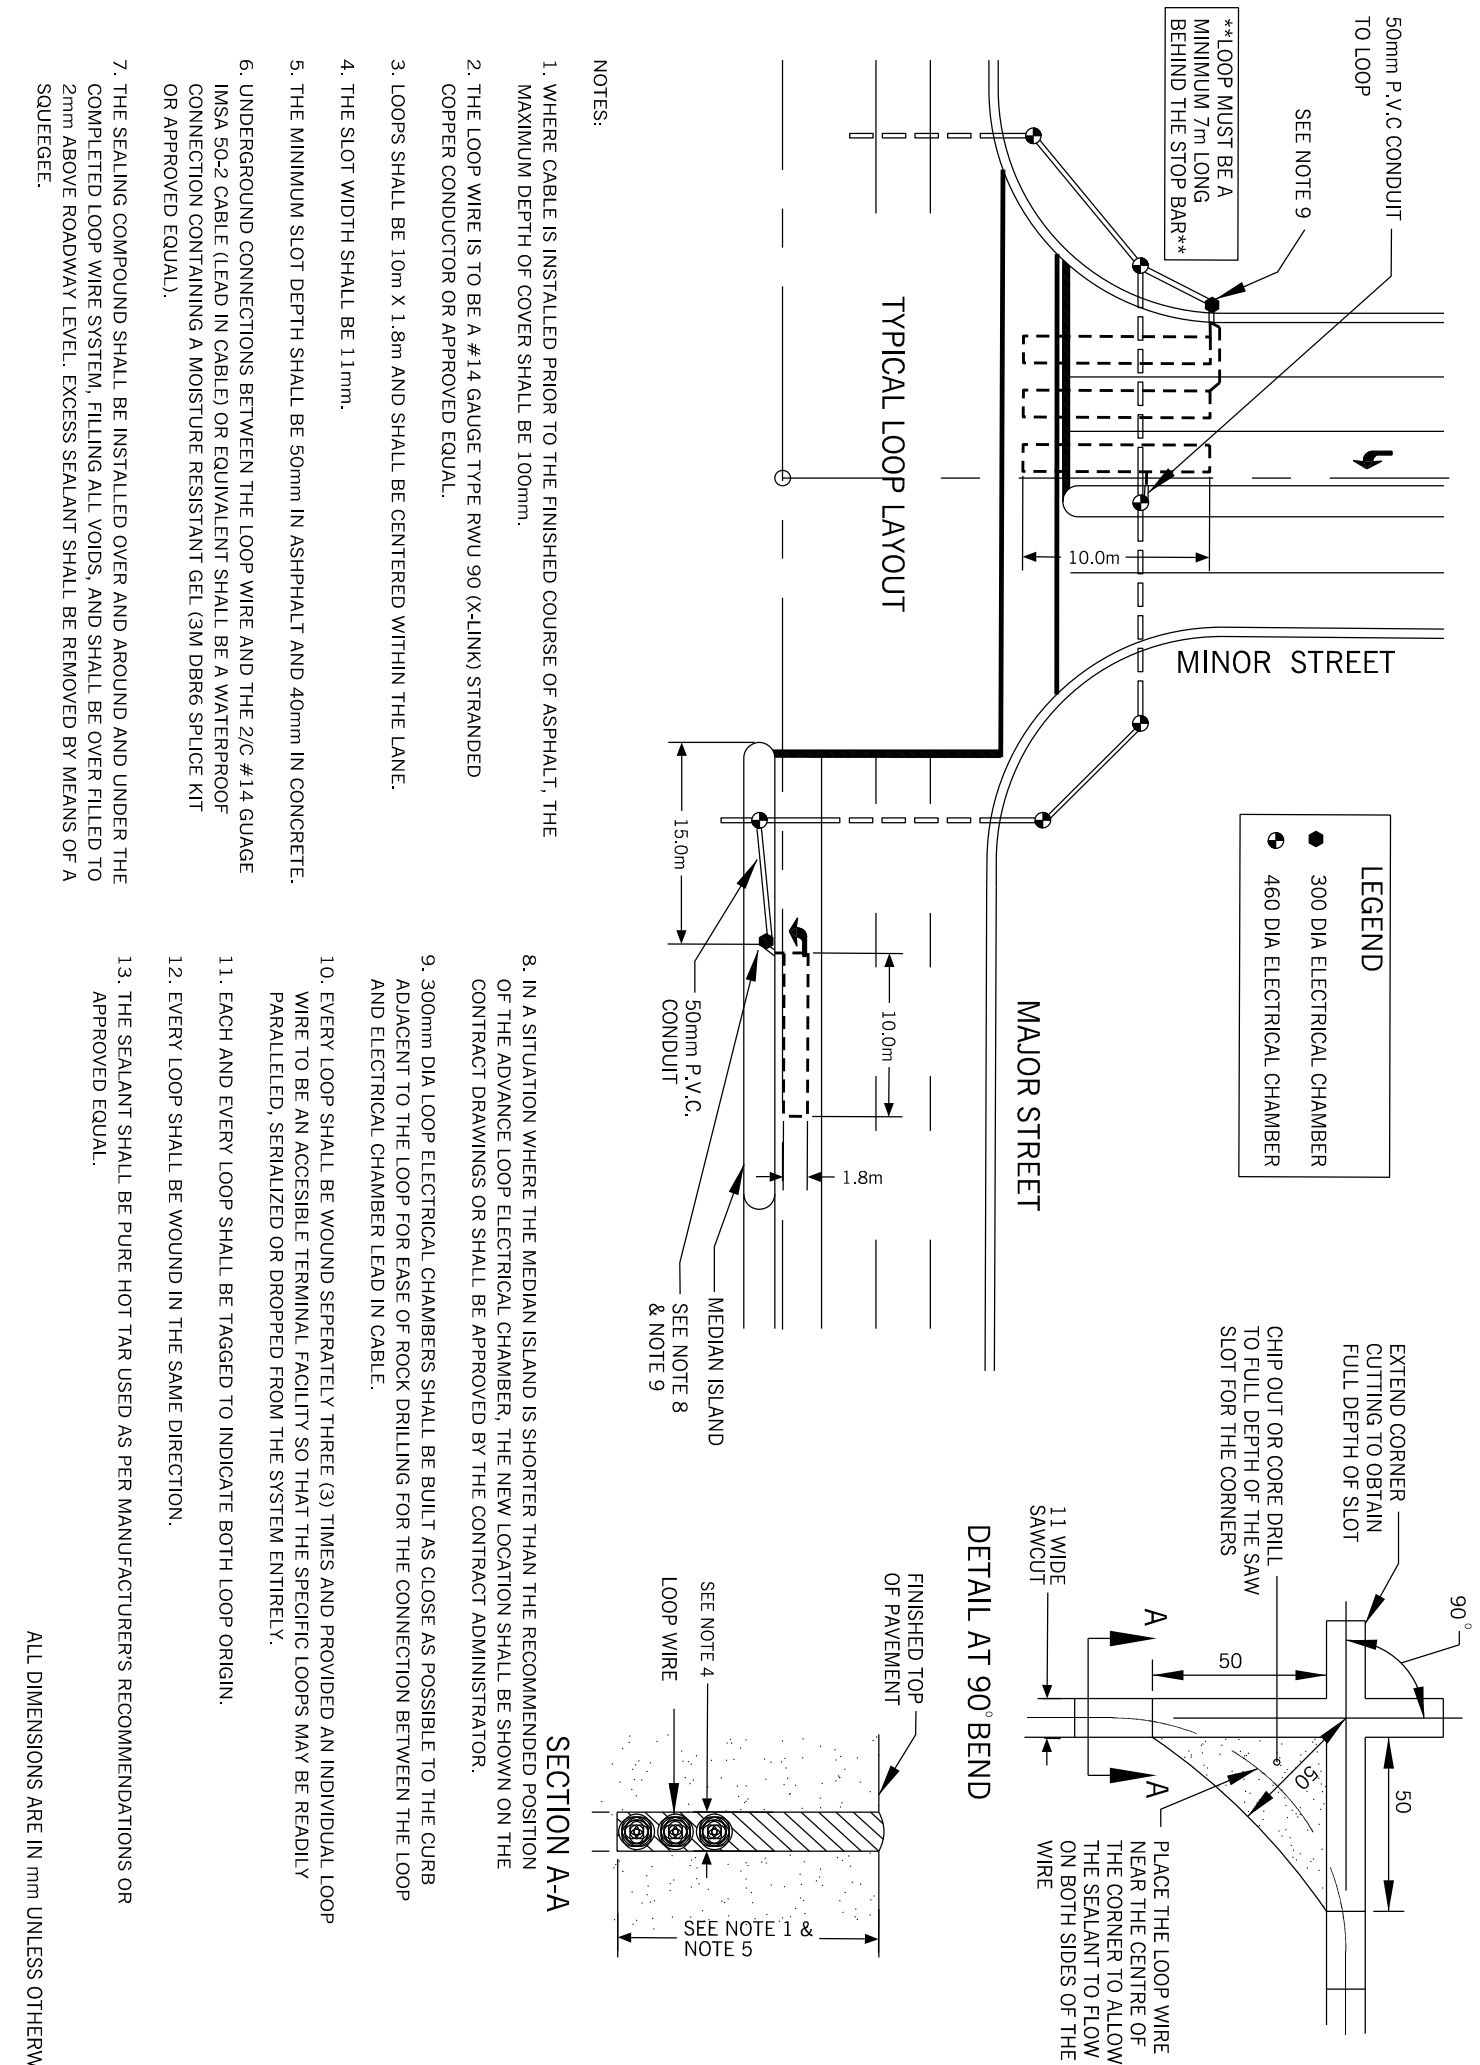 50mm P.V.C CONDUIT
TO LOOP
SEE NOTE 9
**LOOP MUST BE A
MINIMUM 7m LONG
BEHIND THE STOP BAR**
TYPICAL LOOP LAYOUT
10.0m
MINOR STREET
LEGEND
300 DIA ELECTRICAL CHAMBER
460 DIA ELECTRICAL CHAMBER
MAJOR STREET
15.0m
10.0m
1.8m
50mm P.V.C.
CONDUIT
MEDIAN ISLAND
SEE NOTE 8
& NOTE 9
EXTEND CORNER
CUTTING TO OBTAIN
FULL DEPTH OF SLOT
CHIP OUT OR CORE DRILL
TO FULL DEPTH OF THE SAW
SLOT FOR THE CORNERS
90°
50
50
50
A
A
11 WIDE
SAWCUT
PLACE THE LOOP WIRE
NEAR THE CENTRE OF
THE CORNER TO ALLOW
THE SEALANT TO FLOW
ON BOTH SIDES OF THE
WIRE
DETAIL AT 90° BEND
FINISHED TOP
OF PAVEMENT
SEE NOTE 4
LOOP WIRE
SEE NOTE 1 &
NOTE 5
SECTION A-A
NOTES:
1. WHERE CABLE IS INSTALLED PRIOR TO THE FINISHED COURSE OF ASPHALT, THE
MAXIMUM DEPTH OF COVER SHALL BE 100mm.
2. THE LOOP WIRE IS TO BE A #14 GAUGE TYPE RWU 90 (X-LINK) STRANDED
COPPER CONDUCTOR OR APPROVED EQUAL.
3. LOOPS SHALL BE 10m X 1.8m AND SHALL BE CENTERED WITHIN THE LANE.
4. THE SLOT WIDTH SHALL BE 11mm.
5. THE MINIMUM SLOT DEPTH SHALL BE 50mm IN ASHPHALT AND 40mm IN CONCRETE.
6. UNDERGROUND CONNECTIONS BETWEEN THE LOOP WIRE AND THE 2/C #14 GUAGE
IMSA 50-2 CABLE (LEAD IN CABLE) OR EQUIVALENT SHALL BE A WATERPROOF
CONNECTION CONTAINING A MOISTURE RESISTANT GEL (3M DBR6 SPLICE KIT
OR APPROVED EQUAL).
7. THE SEALING COMPOUND SHALL BE INSTALLED OVER AND AROUND AND UNDER THE
COMPLETED LOOP WIRE SYSTEM, FILLING ALL VOIDS, AND SHALL BE OVER FILLED TO
2mm ABOVE ROADWAY LEVEL. EXCESS SEALANT SHALL BE REMOVED BY MEANS OF A
SQUEEGEE.
8. IN A SITUATION WHERE THE MEDIAN ISLAND IS SHORTER THAN THE RECOMMENDED POSITION
OF THE ADVANCE LOOP ELECTRICAL CHAMBER, THE NEW LOCATION SHALL BE SHOWN ON THE
CONTRACT DRAWINGS OR SHALL BE APPROVED BY THE CONTRACT ADMINISTRATOR.
9. 300mm DIA LOOP ELECTRICAL CHAMBERS SHALL BE BUILT AS CLOSE AS POSSIBLE TO THE CURB
ADJACENT TO THE LOOP FOR EASE OF ROCK DRILLING FOR THE CONNECTION BETWEEN THE LOOP
AND ELECTRICAL CHAMBER LEAD IN CABLE.
10. EVERY LOOP SHALL BE WOUND SEPERATELY THREE (3) TIMES AND PROVIDED AN INDIVIDUAL LOOP
WIRE TO BE AN ACCESIBLE TERMINAL FACILITY SO THAT THE SPECIFIC LOOPS MAY BE READILY
PARALLELED, SERIALIZED OR DROPPED FROM THE SYSTEM ENTIRELY.
11. EACH AND EVERY LOOP SHALL BE TAGGED TO INDICATE BOTH LOOP ORIGIN.
12. EVERY LOOP SHALL BE WOUND IN THE SAME DIRECTION.
13. THE SEALANT SHALL BE PURE HOT TAR USED AS PER MANUFACTURER'S RECOMMENDATIONS OR
APPROVED EQUAL.
ALL DIMENSIONS ARE IN mm UNLESS OTHERW